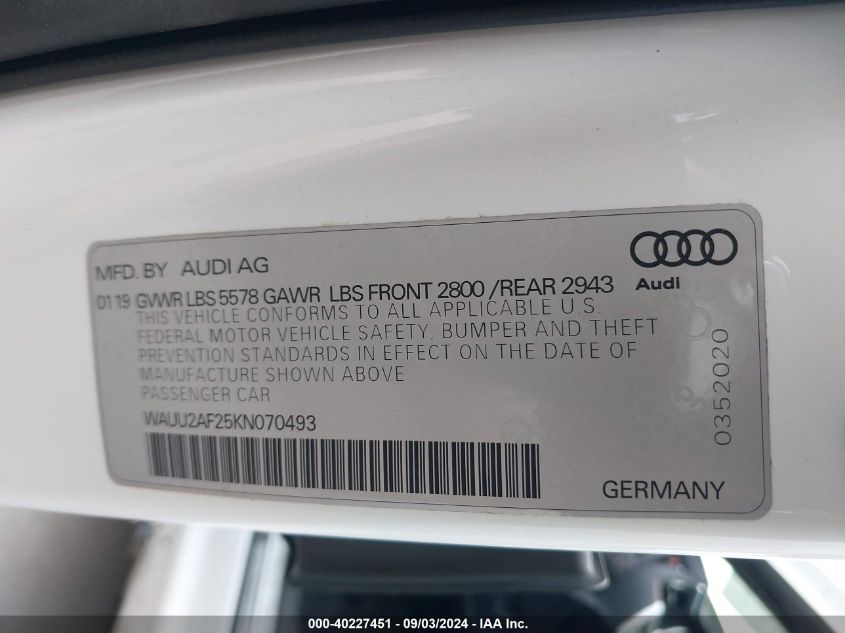 MFD. BY AUDI AG
Audi
01 19 GVWR LBS 5578 GAWR LBS FRONT 2800 / REAR 2943
THIS VEHICLE CONFORMS TO ALL APPLICABLE U.S.
FEDERAL MOTOR VEHICLE SAFETY, BUMPER AND THEFT
PREVENTION STANDARDS IN EFFECT ON THE DATE OF
MANUFACTURE SHOWN ABOVE
PASSENGER CAR
WAUU2AF25KN070493
0352020
GERMANY
000-40227451 - 09/03/2024 - IAA Inc.